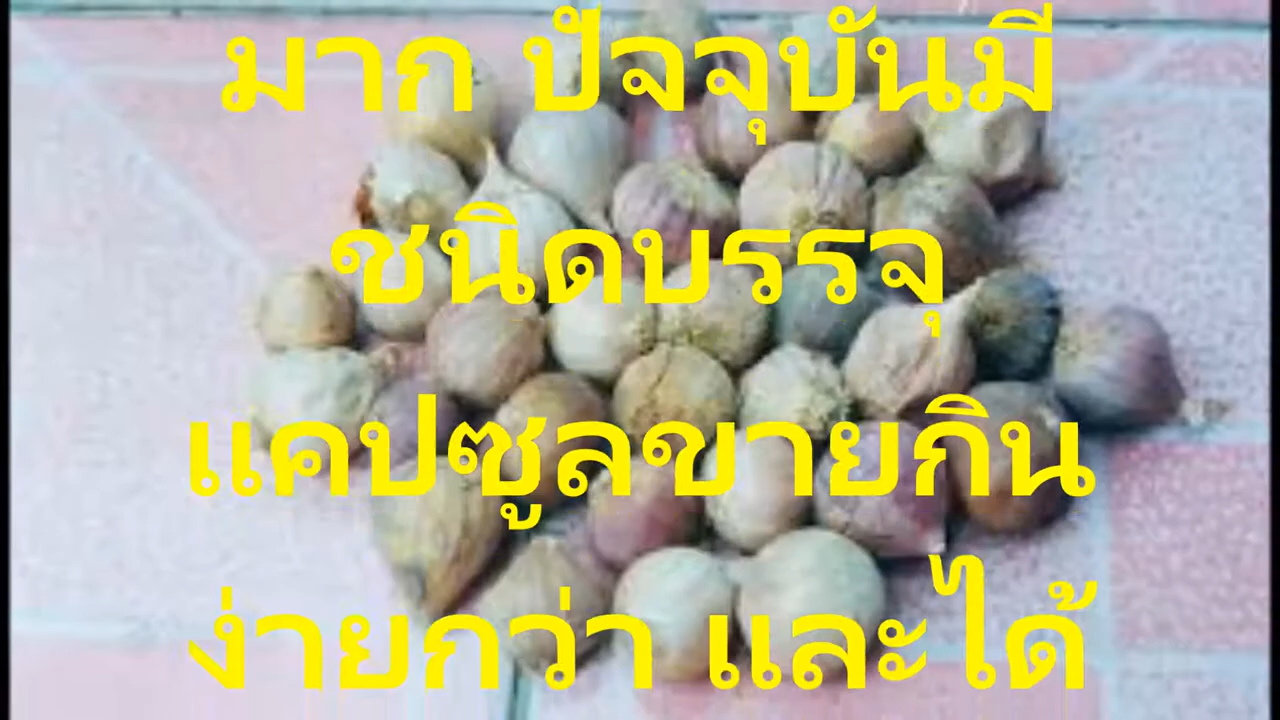 มาก ปัจจุบันมี
ชนิดบรรจุ
แคปซูลขายกิน
ง่ายกว่า และได้